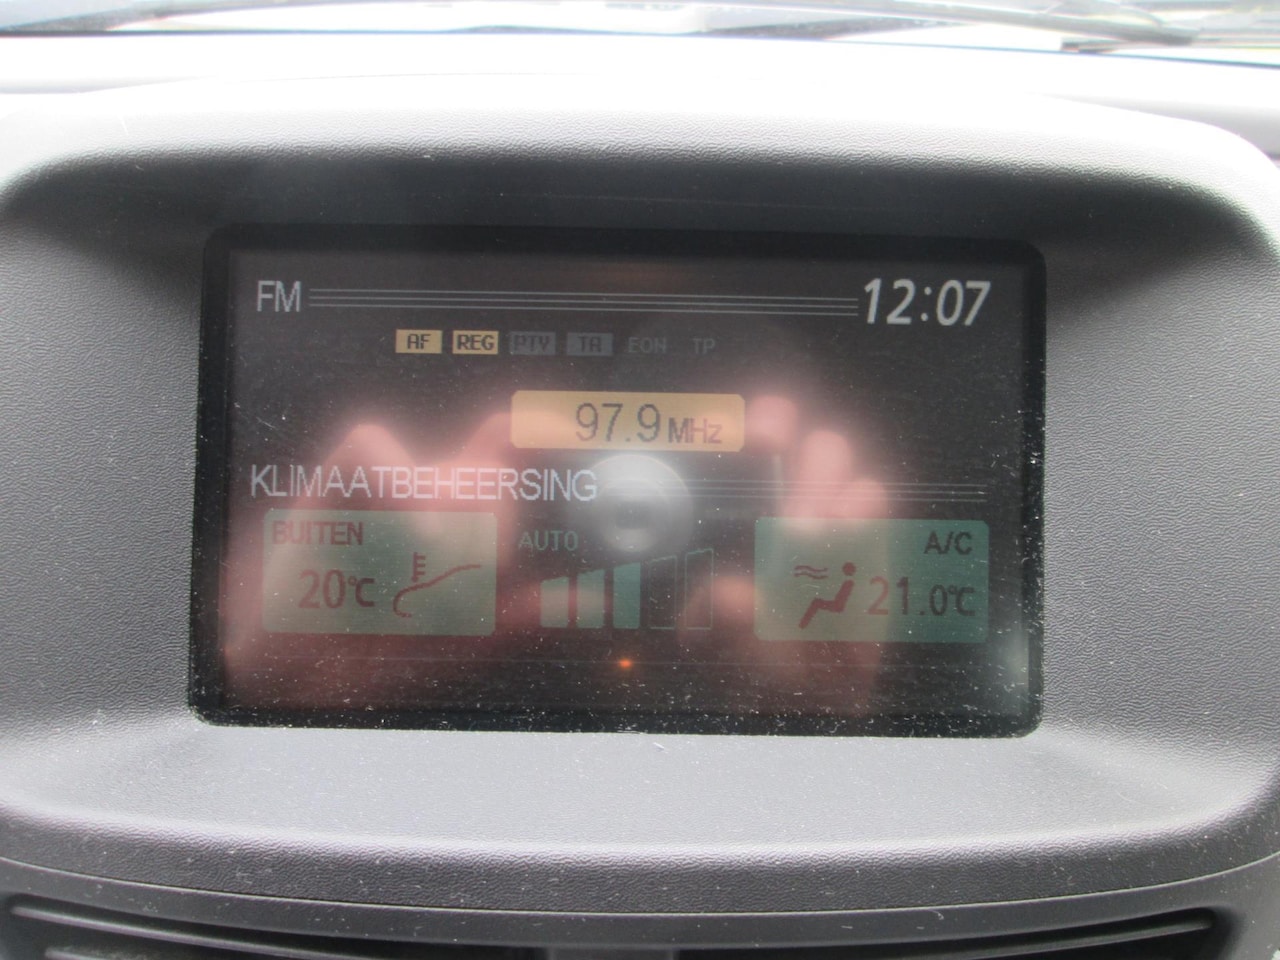 FM 12:07
AF REG PTY TA EON TP
97.9 MHz
KLIMAATBEHEERSING
BUITEN AUTO A/C
20°C 21.0°C